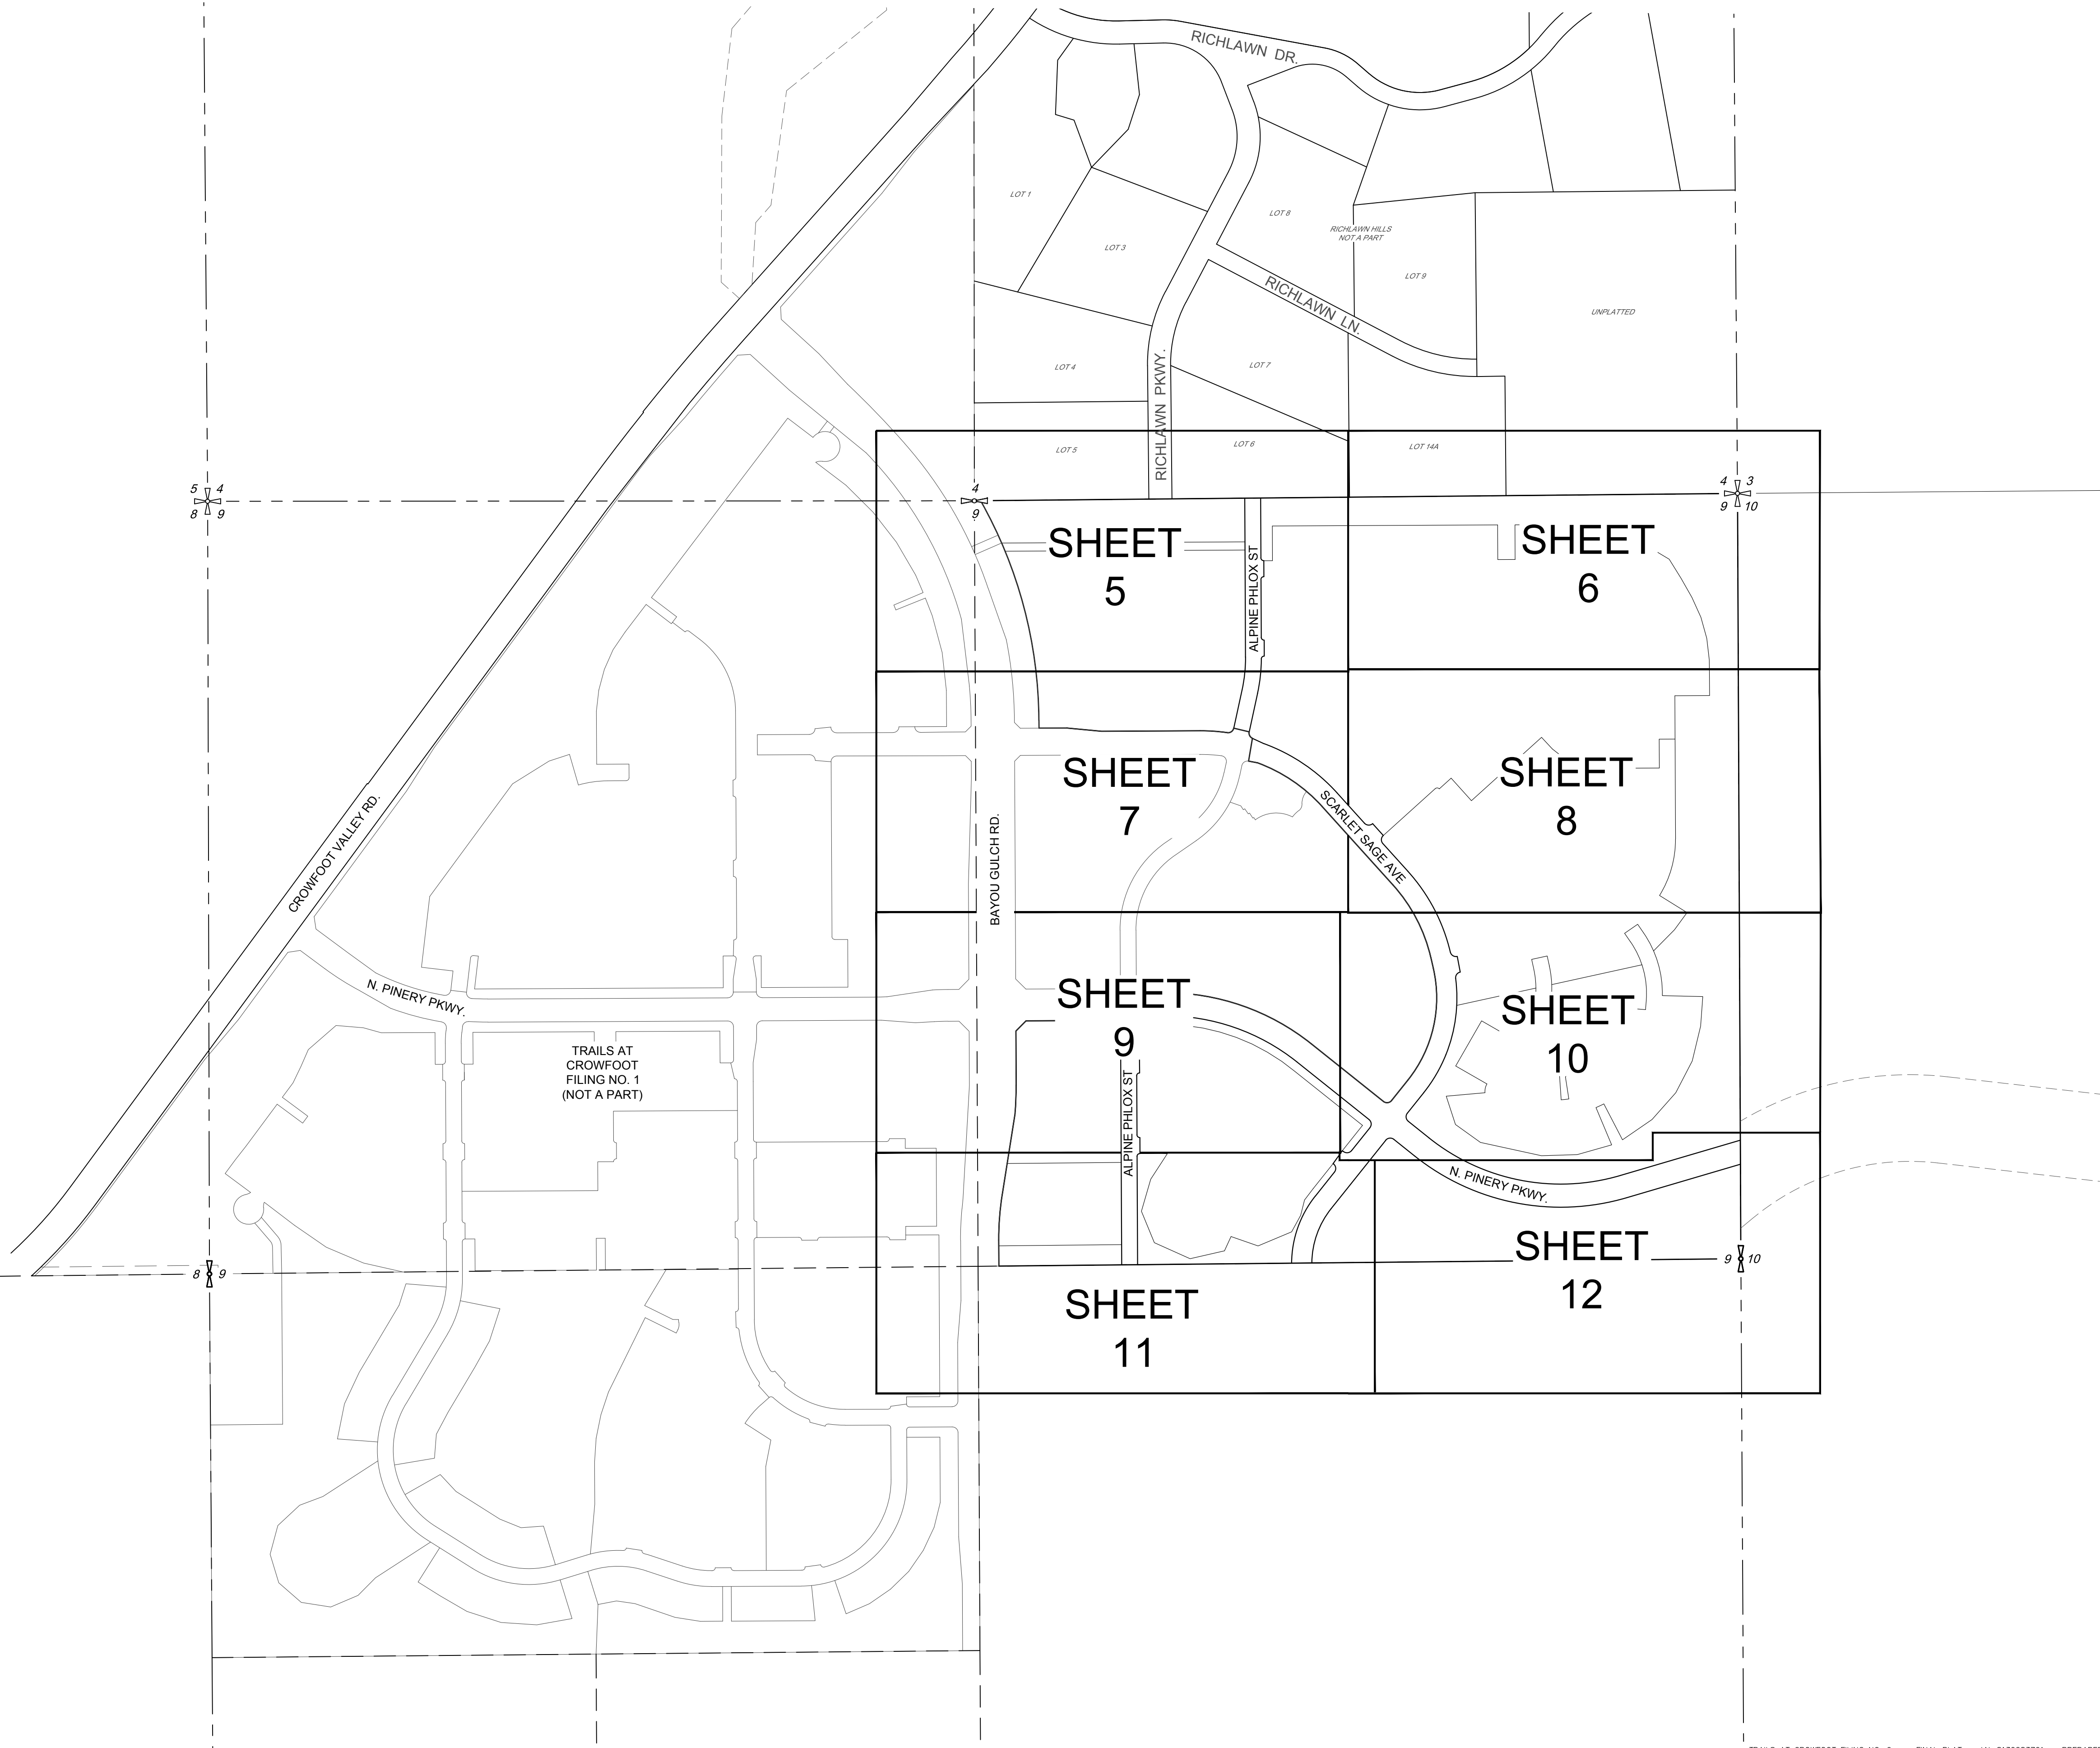 RICHLAWN DR.
LOT 1
LOT 8
RICHLAWN HILLS
NOT A PART
LOT 3
LOT 9
RICHLAWN LN.
UNPLATTED
RICHLAWN PKWY.
LOT 4
LOT 7
LOT 5
LOT 6
LOT 14A
5 4
8 9
4
9
4 3
9 10
SHEET
5
ALPINE PHLOX ST
SHEET
6
SHEET
7
SHEET
8
SCARLET SAGE AVE
CROWFOOT VALLEY RD.
BAYOU GULCH RD.
N. PINERY PKWY.
SHEET
9
SHEET
10
TRAILS AT
CROWFOOT
FILING NO. 1
(NOT A PART)
ALPINE PHLOX ST
N. PINERY PKWY.
8 9
SHEET
11
SHEET
12
9 10